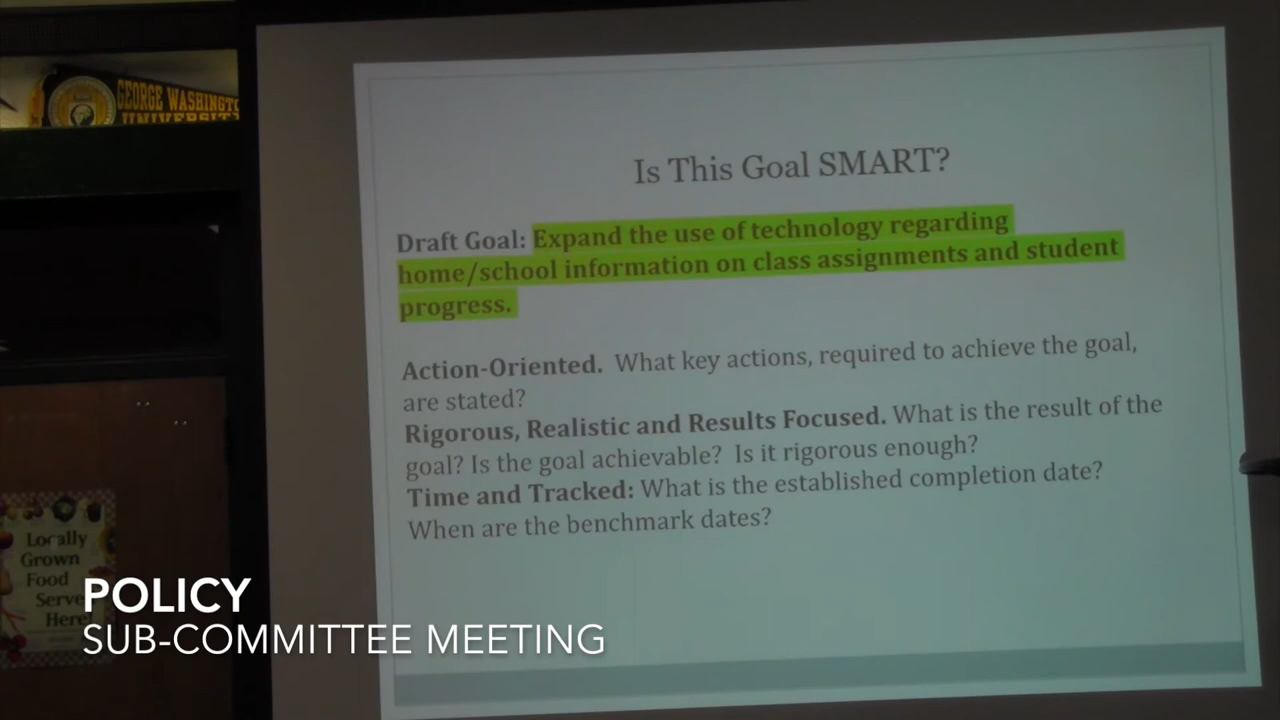 GEORGE WASHINGTON
UNIVERSITY
Is This Goal SMART?
Draft Goal: Expand the use of technology regarding
home/school information on class assignments and student
progress.
Action-Oriented. What key actions, required to achieve the goal,
are stated?
Rigorous, Realistic and Results Focused. What is the result of the
goal? Is the goal achievable? Is it rigorous enough?
Time and Tracked: What is the established completion date?
When are the benchmark dates?
Locally
Grown
Food
Serve
Here!
POLICY
SUB-COMMITTEE MEETING